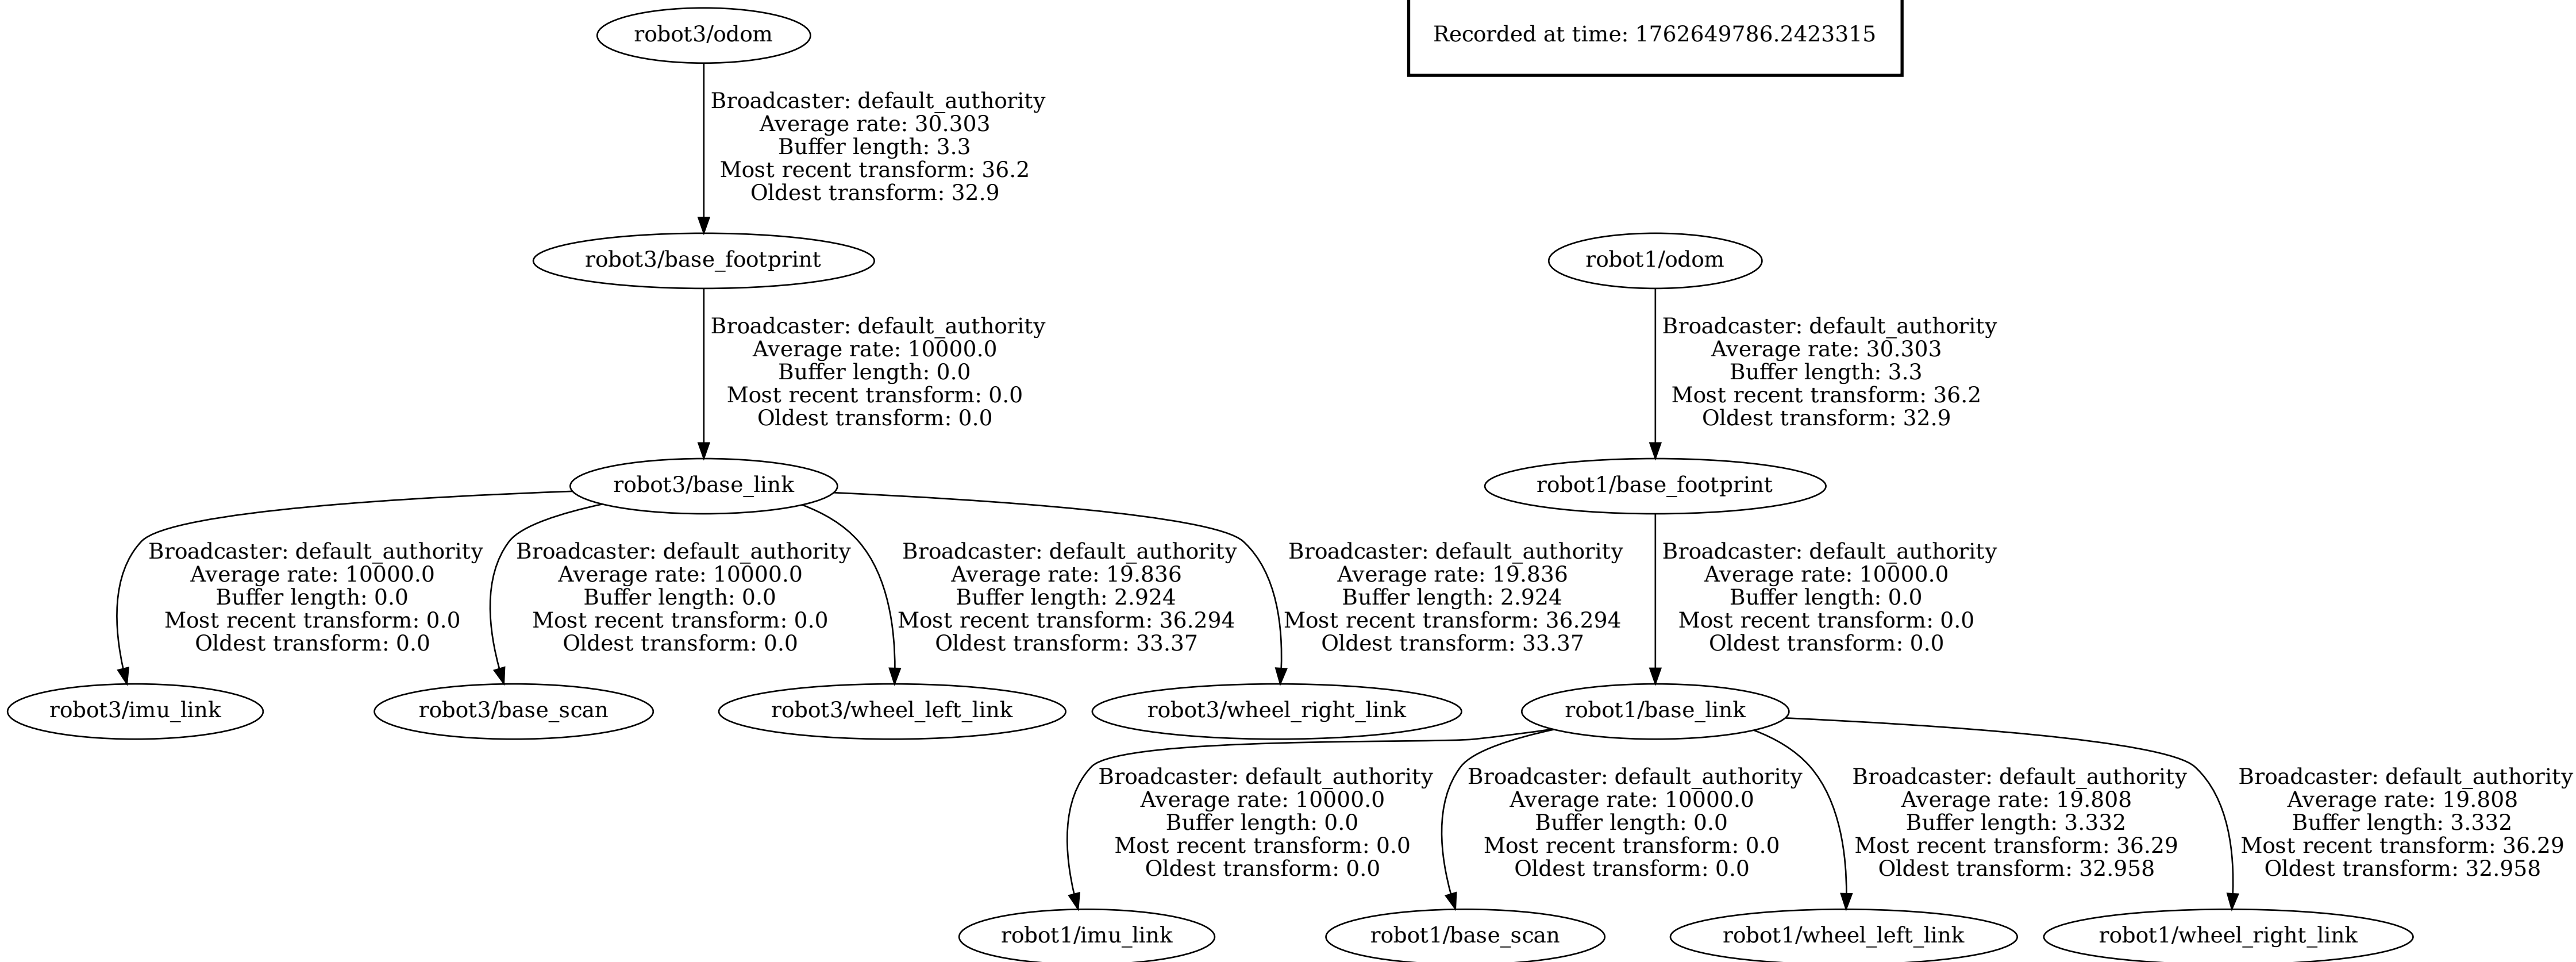 robot3/odom
Recorded at time: 1762649786.2423315
Broadcaster: default_authority
Average rate: 30.303
Buffer length: 3.3
Most recent transform: 36.2
Oldest transform: 32.9
robot3/base_footprint
robot1/odom
Broadcaster: default_authority
Average rate: 10000.0
Buffer length: 0.0
Most recent transform: 0.0
Oldest transform: 0.0
Broadcaster: default_authority
Average rate: 30.303
Buffer length: 3.3
Most recent transform: 36.2
Oldest transform: 32.9
robot3/base_link
robot1/base_footprint
Broadcaster: default_authority
Average rate: 10000.0
Buffer length: 0.0
Most recent transform: 0.0
Oldest transform: 0.0
Broadcaster: default_authority
Average rate: 10000.0
Buffer length: 0.0
Most recent transform: 0.0
Oldest transform: 0.0
Broadcaster: default_authority
Average rate: 19.836
Buffer length: 2.924
Most recent transform: 36.294
Oldest transform: 33.37
Broadcaster: default_authority
Average rate: 19.836
Buffer length: 2.924
Most recent transform: 36.294
Oldest transform: 33.37
Broadcaster: default_authority
Average rate: 10000.0
Buffer length: 0.0
Most recent transform: 0.0
Oldest transform: 0.0
robot3/imu_link
robot3/base_scan
robot3/wheel_left_link
robot3/wheel_right_link
robot1/base_link
Broadcaster: default_authority
Average rate: 10000.0
Buffer length: 0.0
Most recent transform: 0.0
Oldest transform: 0.0
Broadcaster: default_authority
Average rate: 10000.0
Buffer length: 0.0
Most recent transform: 0.0
Oldest transform: 0.0
Broadcaster: default_authority
Average rate: 19.808
Buffer length: 3.332
Most recent transform: 36.29
Oldest transform: 32.958
Broadcaster: default_authority
Average rate: 19.808
Buffer length: 3.332
Most recent transform: 36.29
Oldest transform: 32.958
robot1/imu_link
robot1/base_scan
robot1/wheel_left_link
robot1/wheel_right_link